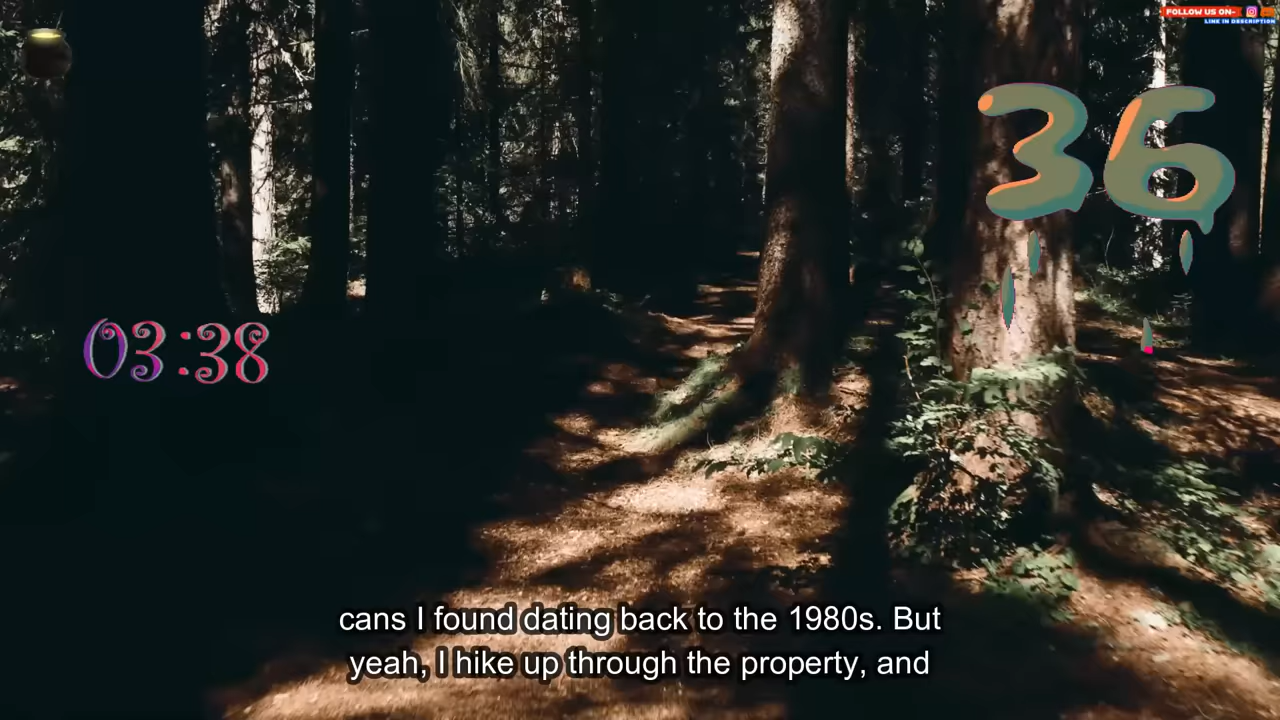 FOLLOW US ON-
LINK IN DESCRIPTION
36
03:38
cans I found dating back to the 1980s. But
yeah, I hike up through the property, and